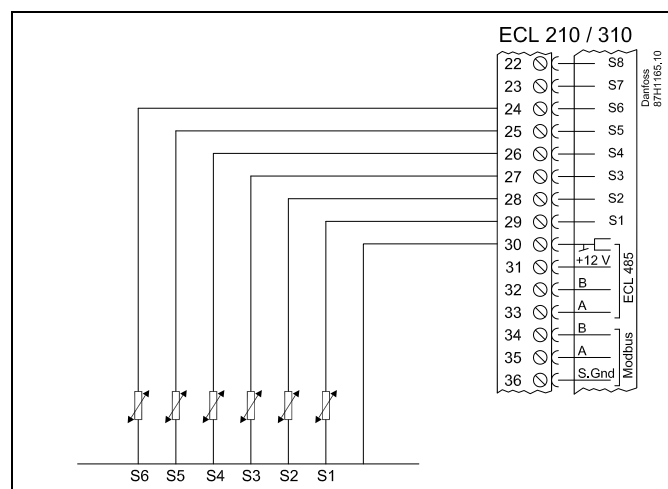 ECL 210 / 310
22 S8
23 S7
24 S6
25 S5
26 S4
27 S3
28 S2
29 S1
30
31 +12 V
32 B
33 A
34 B
35 A
36 S.Gnd
ECL 485
Modbus
Danfoss
87H1165.10
S6 S5 S4 S3 S2 S1